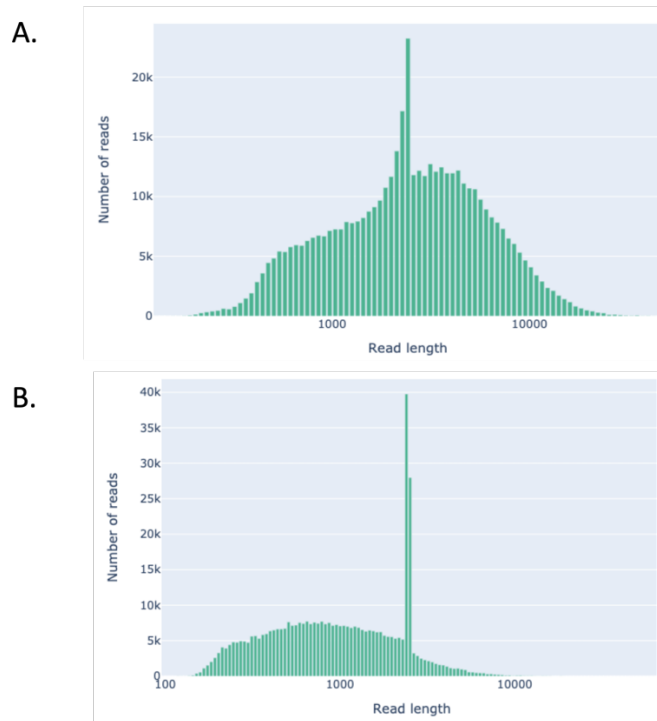 A.
20k
15k
10k
5k
0
Number of reads
1000
10000
Read length
B.
40k
35k
30k
25k
20k
15k
10k
5k
0
Number of reads
100
1000
10000
Read length